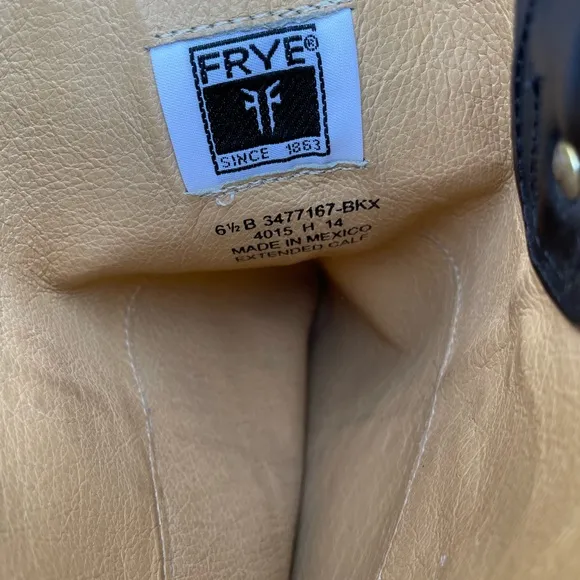 FRYE®
SINCE 1863
6½ B 3477167-BKX
4015 H 14
MADE IN MEXICO
EXTENDED CALF